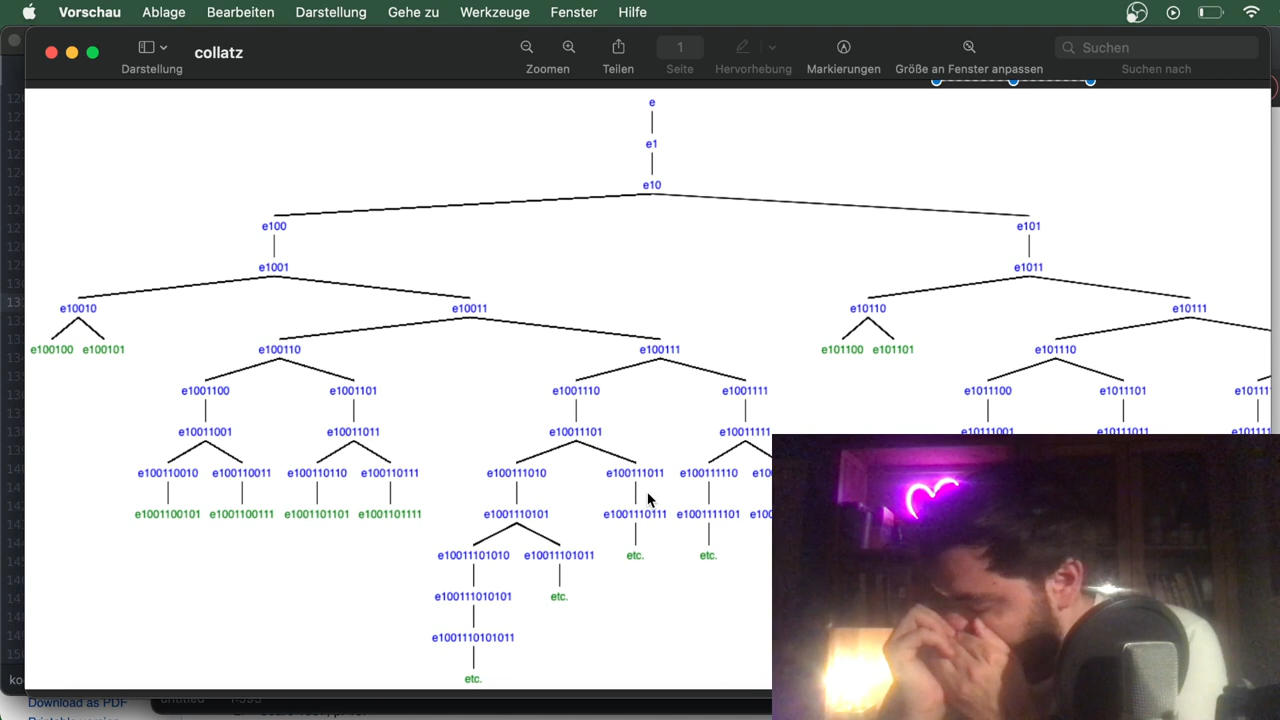 Vorschau Ablage Bearbeiten Darstellung Gehe zu Werkzeuge Fenster Hilfe
collatz
1
Suchen
Darstellung Zoomen Teilen Seite Hervorhebung Markierungen Größe an Fenster anpassen Suchen nach
e
e1
e10
e100 e101
e1001 e1011
e10010 e10011 e10110 e10111
e100100 e100101 e100110 e100111 e101100 e101101 e101110
e1001100 e1001101 e1001110 e1001111 e1011100 e1011101
e10011001 e10011011 e10011101 e10011111 e10111001 e10111011
e100110010 e100110011 e100110110 e100110111 e100111010 e100111011 e100111110
e1001100101 e1001100111 e1001101101 e1001101111 e1001110101 e1001110111 e1001111101
e10011101010 e10011101011 etc. etc.
e100111010101 etc.
e1001110101011
etc.
Download as PDF